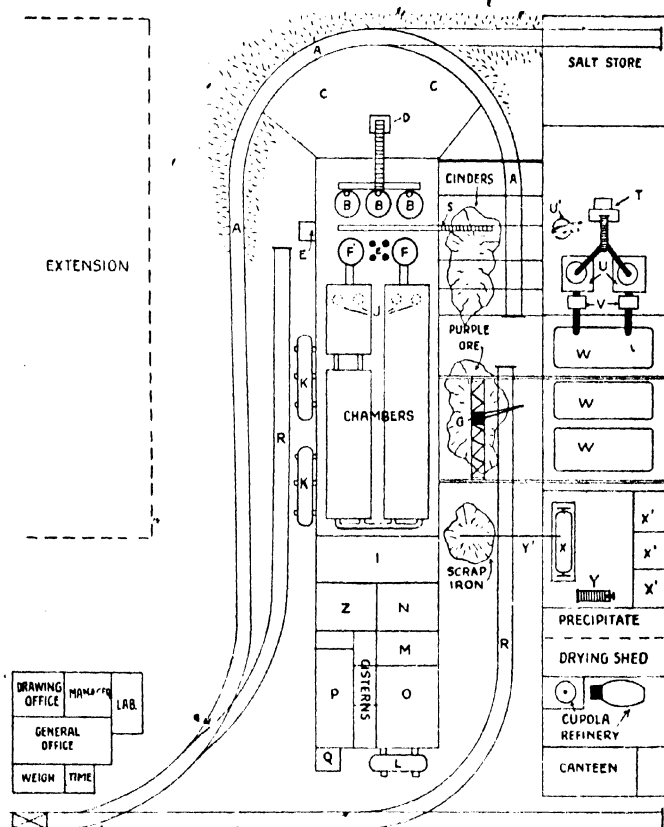 A
SALT STORE
C
C
D
CINDERS
A
S
B
B
B
T
U'
E
F'
F
U
A
V
EXTENSION
J
PURPLE
ORE
W
K
CHAMBERS
G
W
R
W
K
I
SCRAP
IRON
Y'
X
X'
X'
X'
Y
Z
N
PRECIPITATE
M
R
DRYING SHED
P
CISTERNS
O
DRAWING
OFFICE
MANAGER
LAB.
GENERAL
OFFICE
CUPOLA
REFINERY
WEIGH
TIME
Q
L
CANTEEN